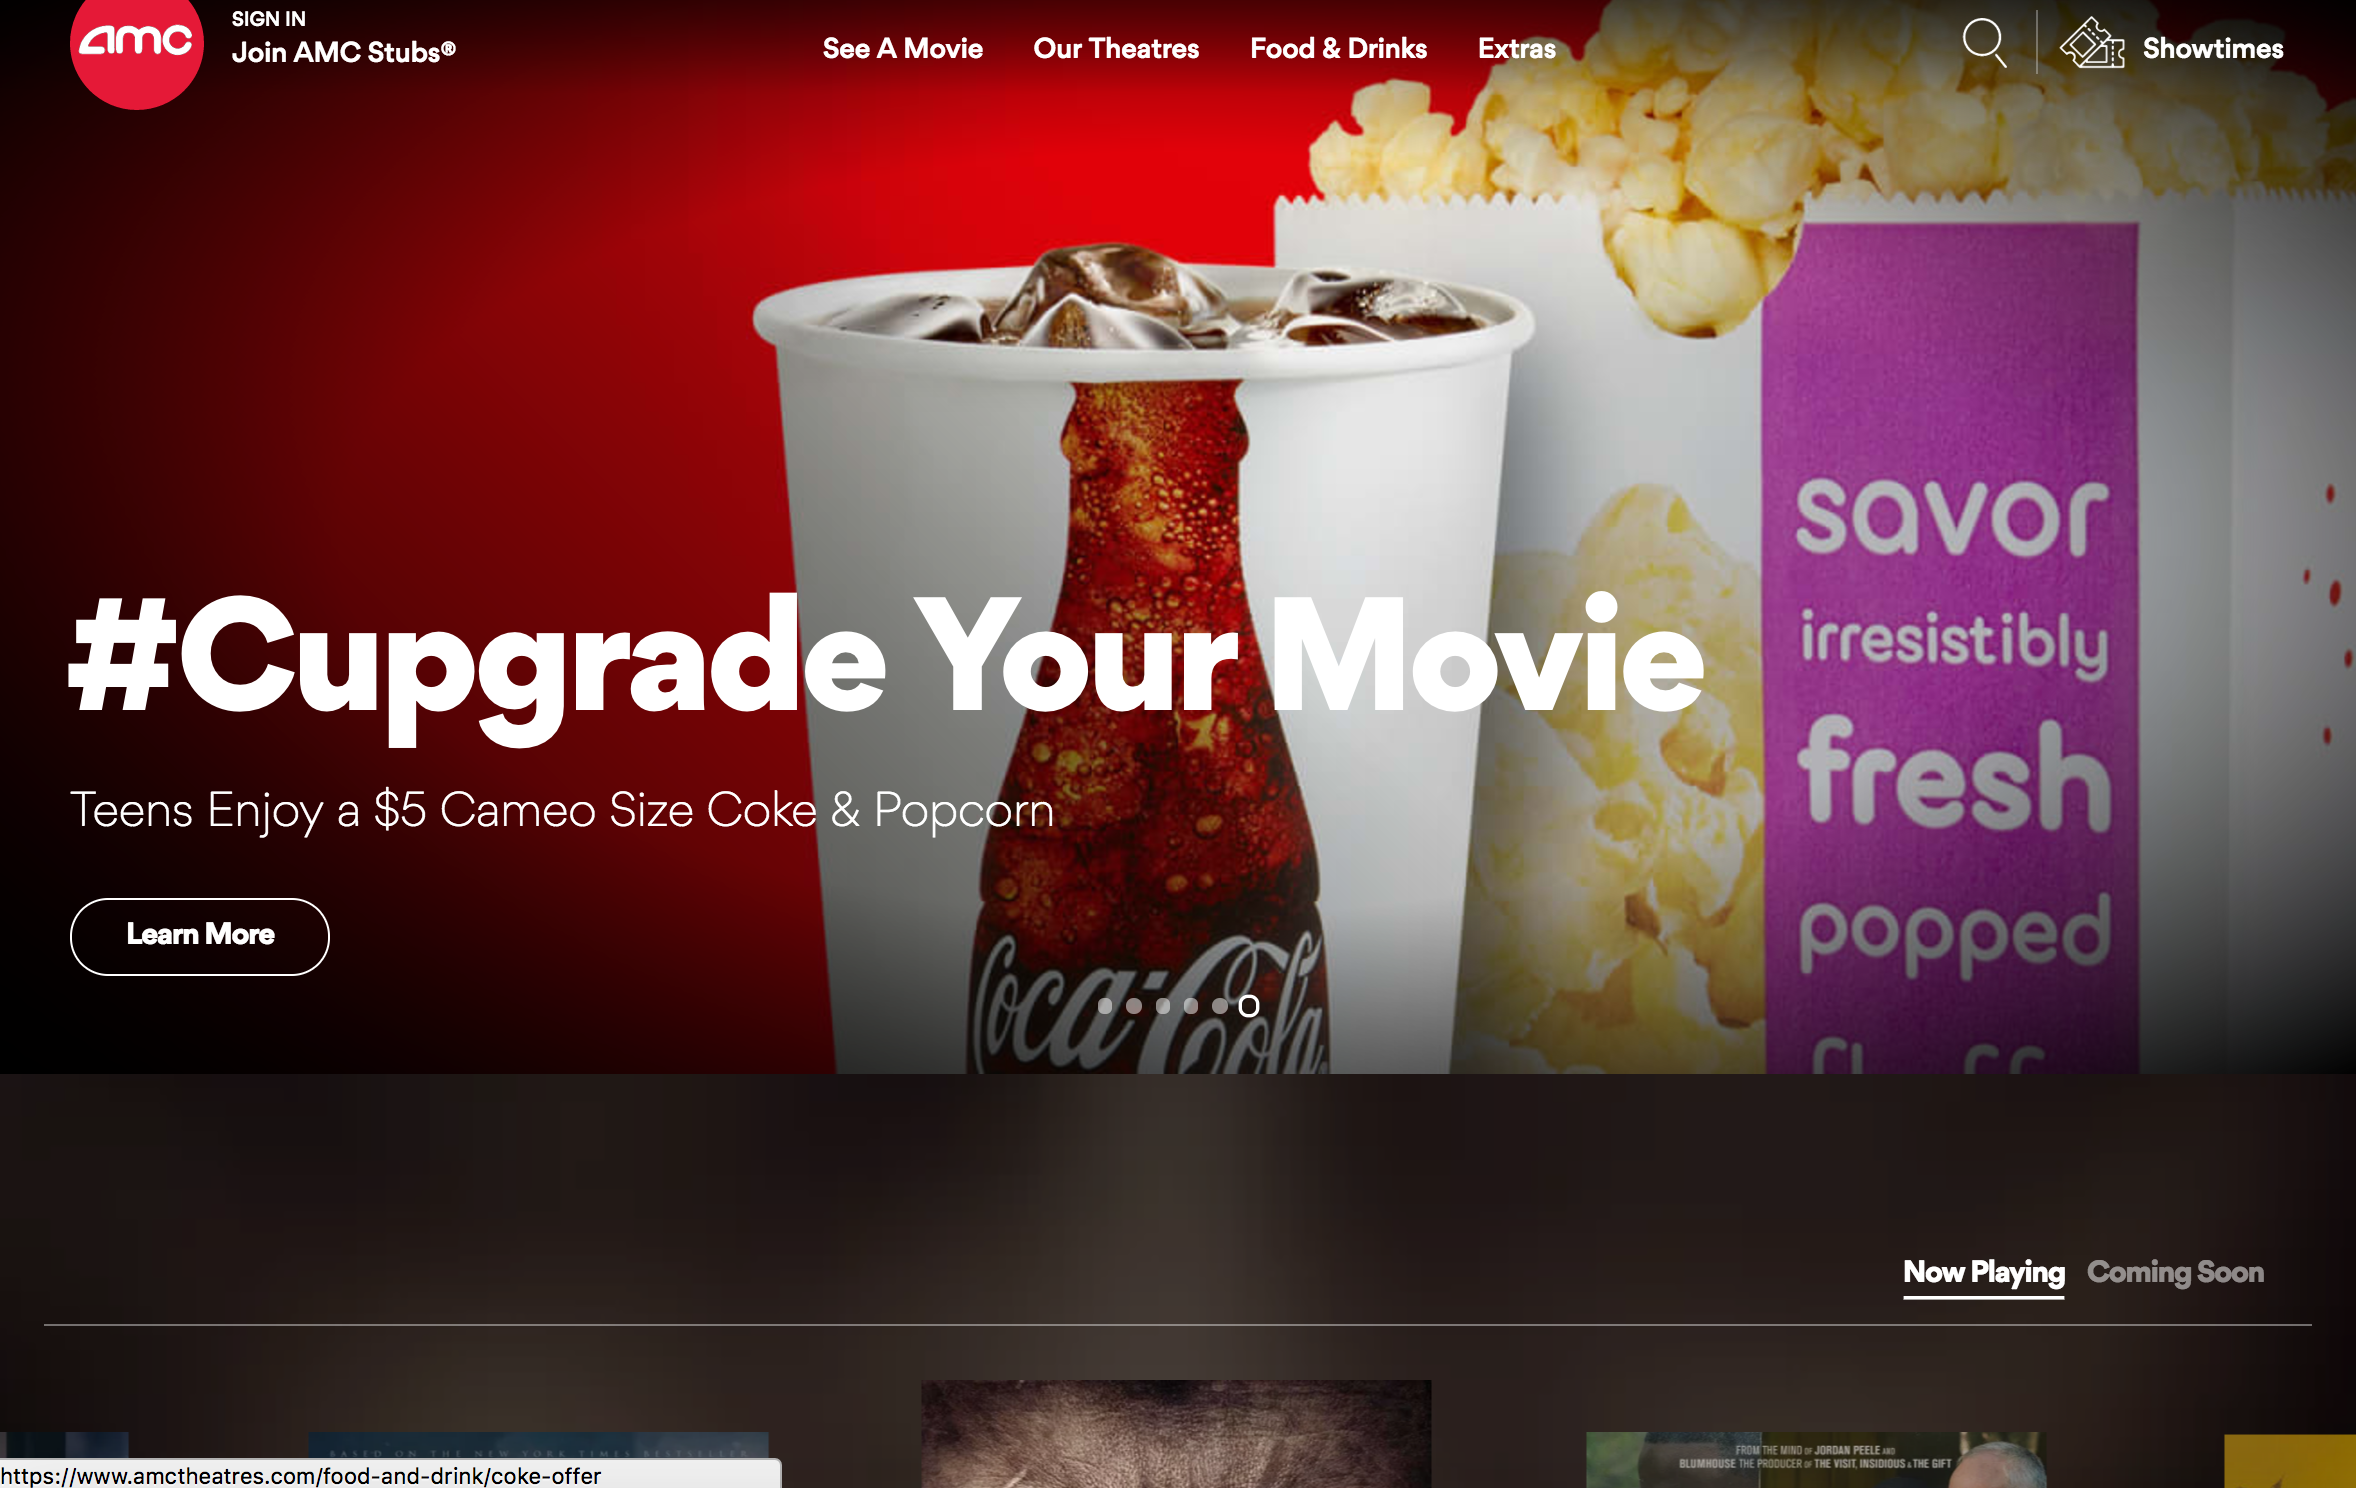 amc
SIGN IN
Join AMC Stubs®
See A Movie
Our Theatres
Food & Drinks
Extras
Showtimes
savor
irresistibly
fresh
popped
#Cupgrade Your Movie
Teens Enjoy a $5 Cameo Size Coke & Popcorn
Learn More
Coca-Cola
Now Playing
Coming Soon
BASED ON THE NEW YORK TIMES BESTSELLER
FROM THE MIND OF JORDAN PEELE AND
BLUMHOUSE THE PRODUCER OF THE VISIT, INSIDIOUS & THE GIFT
https://www.amctheatres.com/food-and-drink/coke-offer